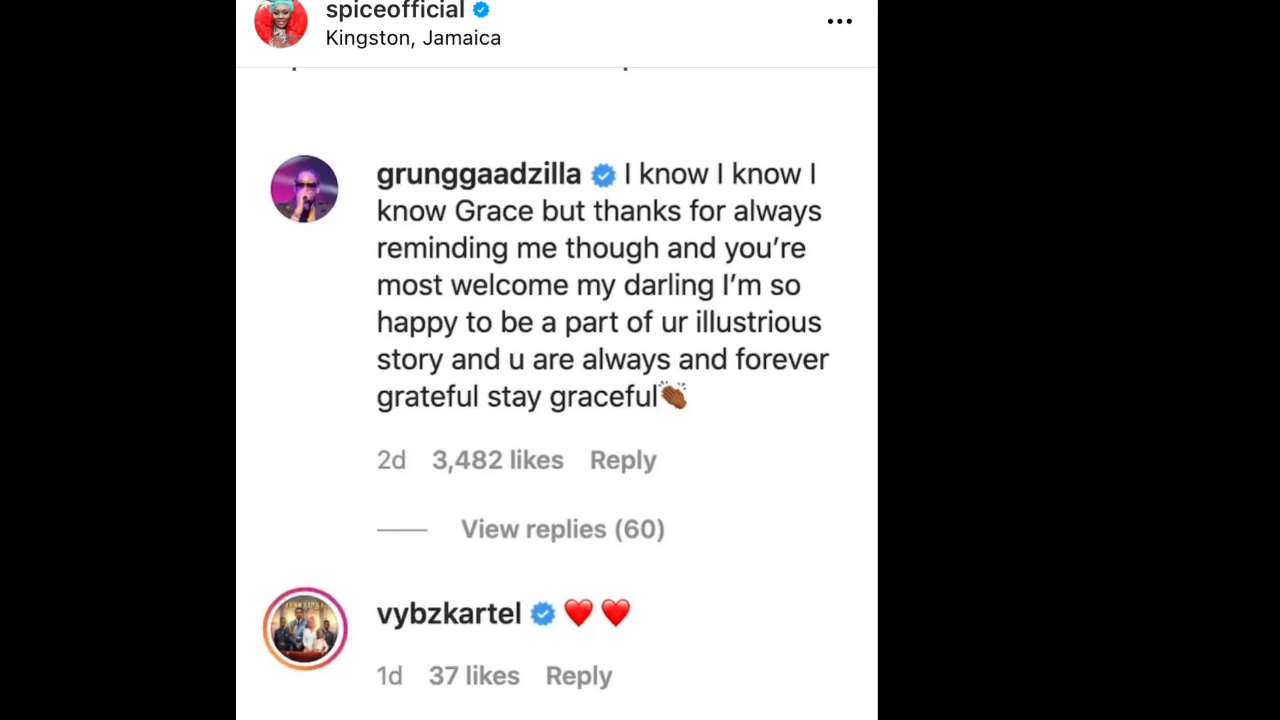 spiceofficial
Kingston, Jamaica
grunggaadzilla I know I know I
know Grace but thanks for always
reminding me though and you’re
most welcome my darling I’m so
happy to be a part of ur illustrious
story and u are always and forever
grateful stay graceful👏🏾
2d 3,482 likes Reply
View replies (60)
vybzkartel ❤️ ❤️
1d 37 likes Reply